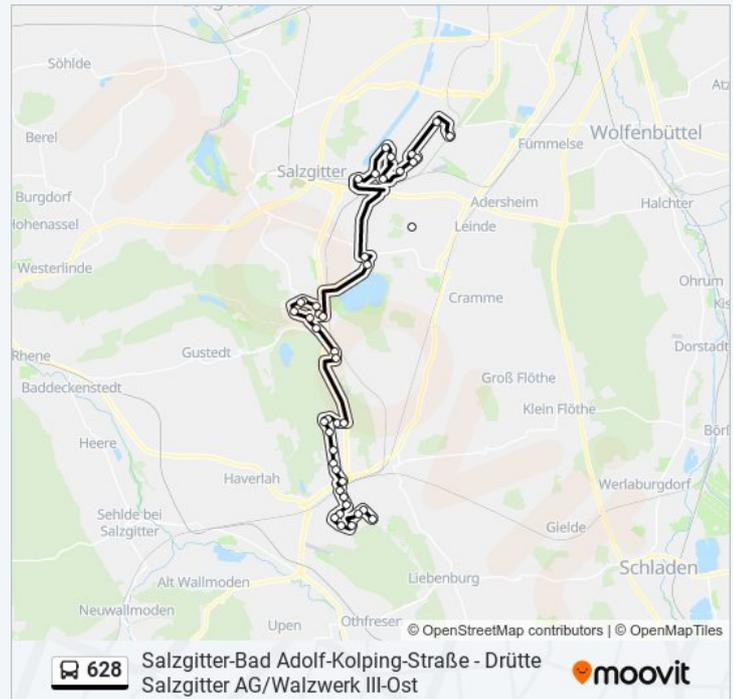 Söhlde
Berel
Wolfenbüttel
Fümmelse
Salzgitter
Burgdorf
Adersheim
Halchter
Hohenassel
Leinde
Westerlinde
Ohrum
Cramme
Dorstadt
Rhene
Gustedt
Groß Flöthe
Baddeckenstedt
Klein Flöthe
Heere
Haverlah
Werlaburgdorf
Sehlde bei
Salzgitter
Gielde
Schladen
Alt Wallmoden
Liebenburg
Neuwallmoden
Upen
Othfresen
© OpenStreetMap contributors | © OpenMapTiles
628
Salzgitter-Bad Adolf-Kolping-Straße - Drütte
Salzgitter AG/Walzwerk III-Ost
moovit